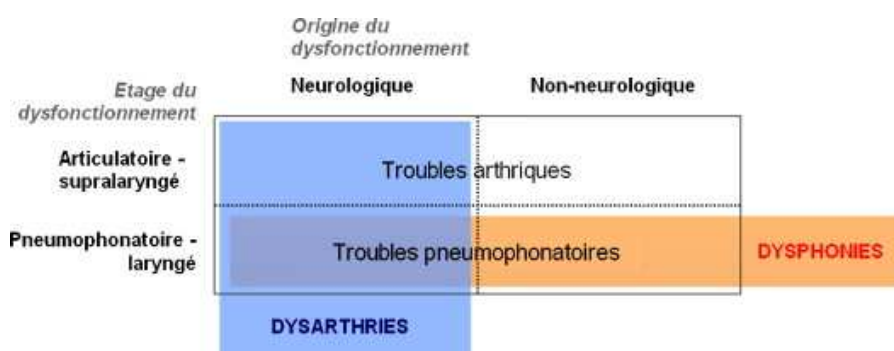 Origine du
dysfonctionnement
Etage du
dysfonctionnement
Neurologique
Non-neurologique
Articulatoire -
supralaryngé
Troubles arthriques
Pneumophonatoire -
laryngé
Troubles pneumophonatoires
DYSPHONIES
DYSARTHRIES